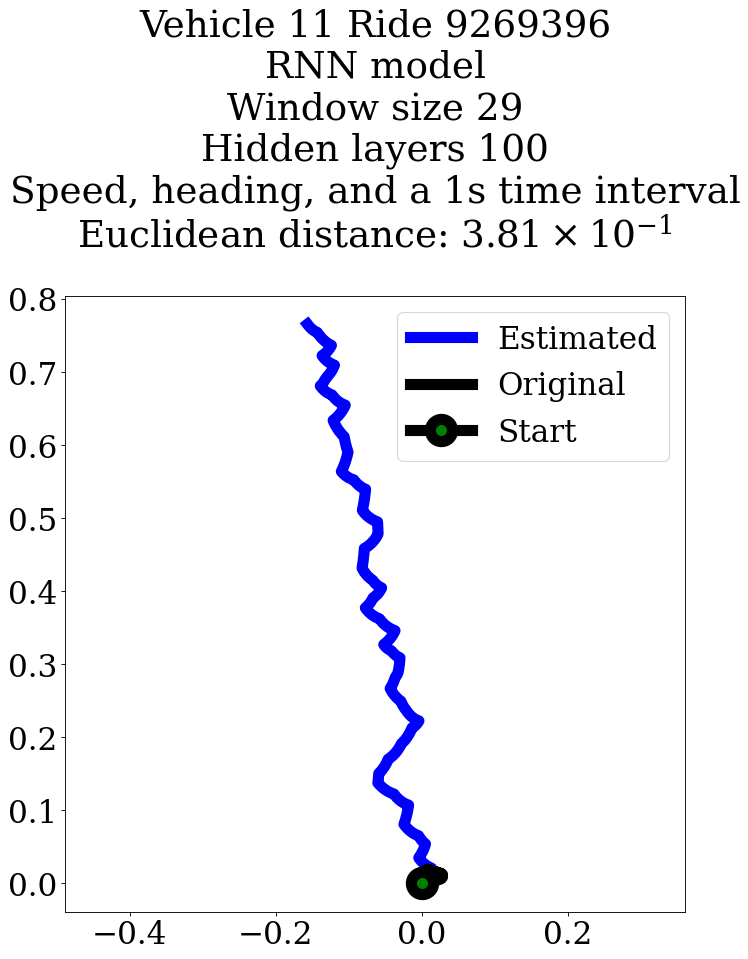 Vehicle 11 Ride 9269396
RNN model
Window size 29
Hidden layers 100
Speed, heading, and a 1s time interval
Euclidean distance: 3.81 × 10⁻¹
0.8
0.7
0.6
0.5
0.4
0.3
0.2
0.1
0.0
Estimated
Original
Start
−0.4
−0.2
0.0
0.2